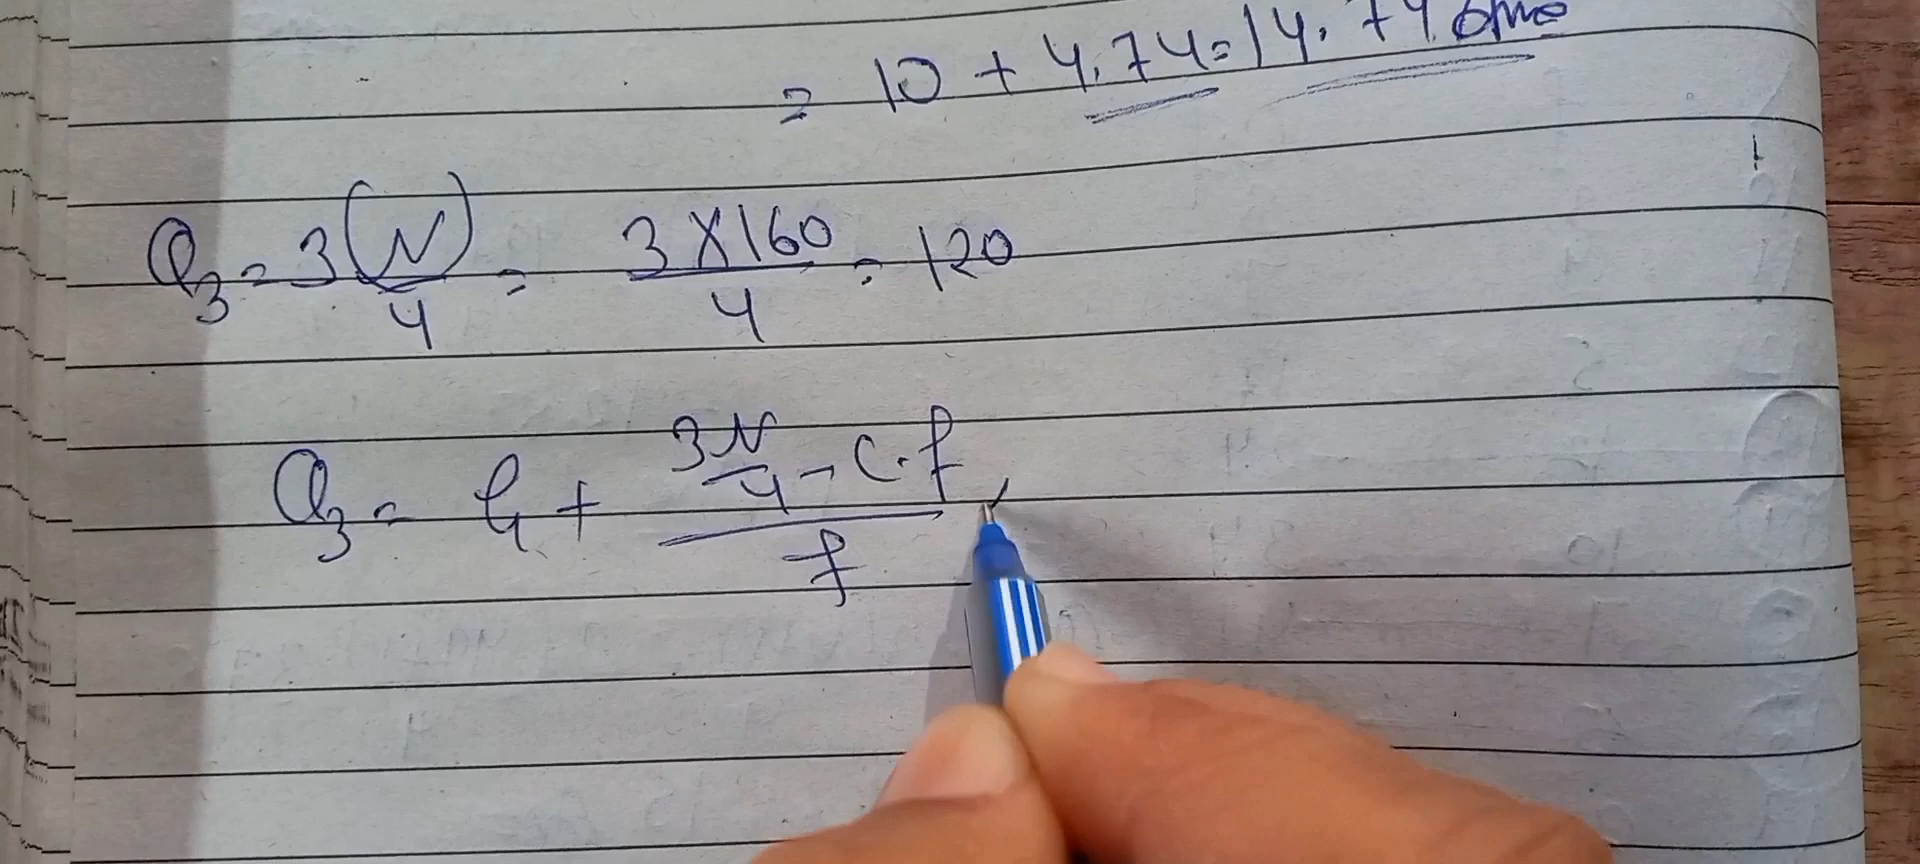 = 10 + 4.74 = 14.74
Q3 = 3(N/4) = 3 X 160/4 = 120
Q3 = l1 + (3N/4 - c.f)/f